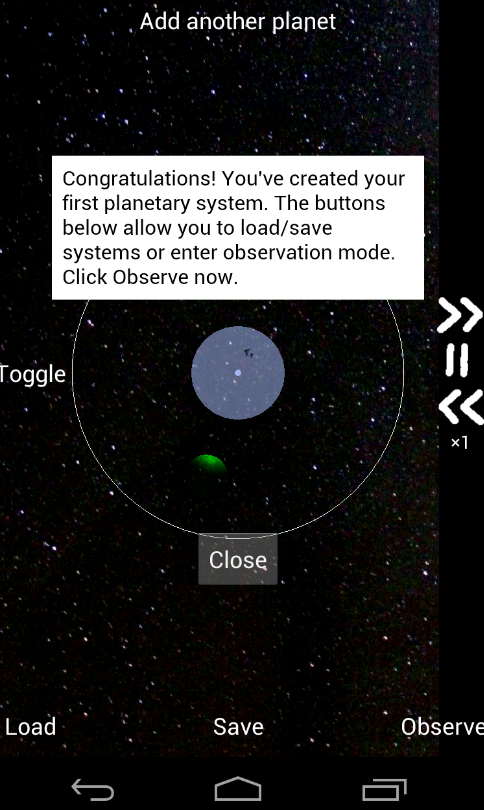 Add another planet
Congratulations! You've created your
first planetary system. The buttons
below allow you to load/save
systems or enter observation mode.
Click Observe now.
Toggle
×1
Close
Load
Save
Observe